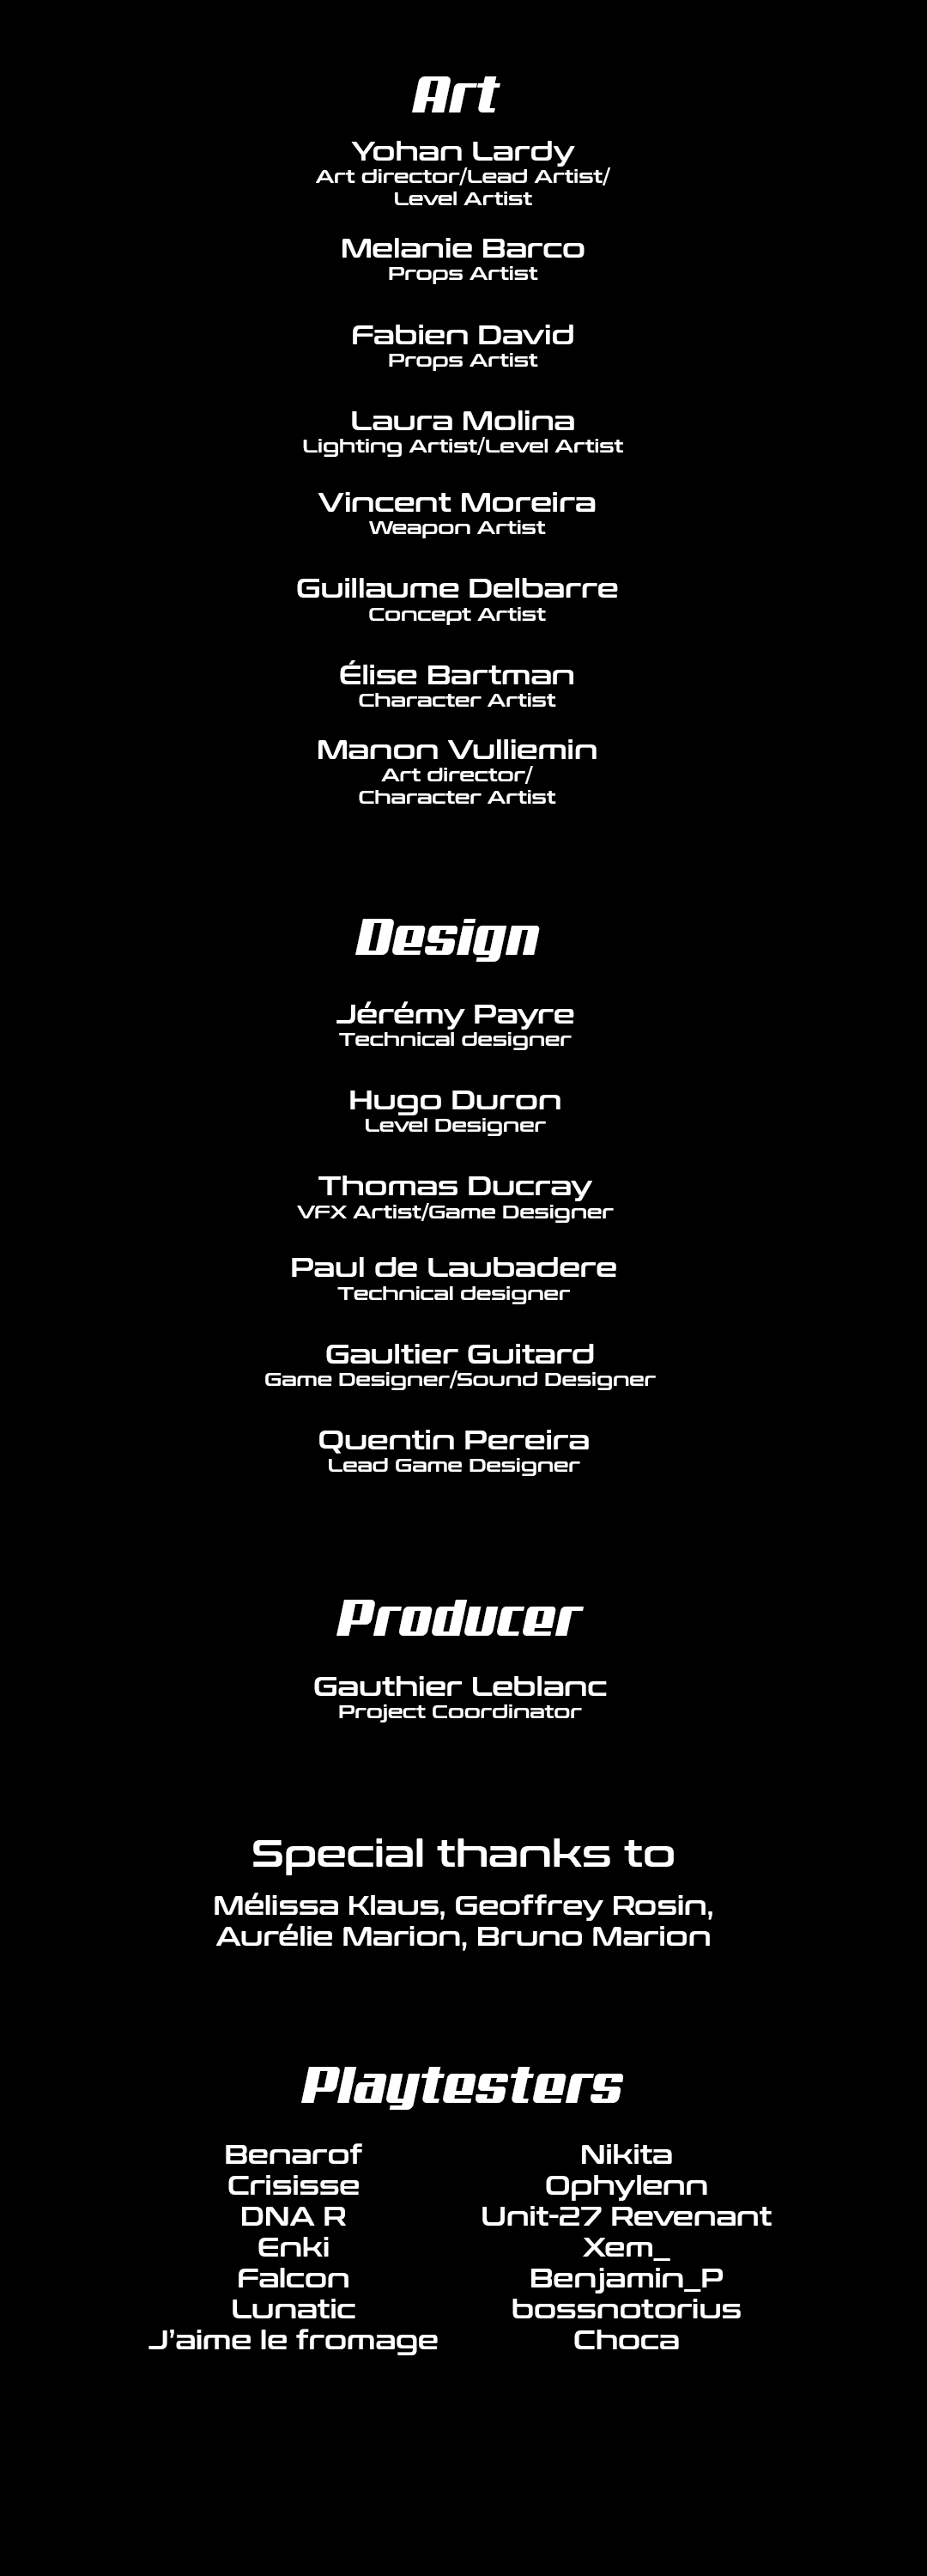 Art
Yohan Lardy
Art director/Lead Artist/
Level Artist
Melanie Barco
Props Artist
Fabien David
Props Artist
Laura Molina
Lighting Artist/Level Artist
Vincent Moreira
Weapon Artist
Guillaume Delbarre
Concept Artist
Élise Bartman
Character Artist
Manon Vulliemin
Art director/
Character Artist
Design
Jérémy Payre
Technical designer
Hugo Duron
Level Designer
Thomas Ducray
VFX Artist/Game Designer
Paul de Laubadere
Technical designer
Gaultier Guitard
Game Designer/Sound Designer
Quentin Pereira
Lead Game Designer
Producer
Gauthier Leblanc
Project Coordinator
Special thanks to
Mélissa Klaus, Geoffrey Rosin,
Aurélie Marion, Bruno Marion
Playtesters
Benarof
Crisisse
DNA R
Enki
Falcon
Lunatic
J’aime le fromage
Nikita
Ophylenn
Unit-27 Revenant
Xem_
Benjamin_P
bossnotorius
Choca